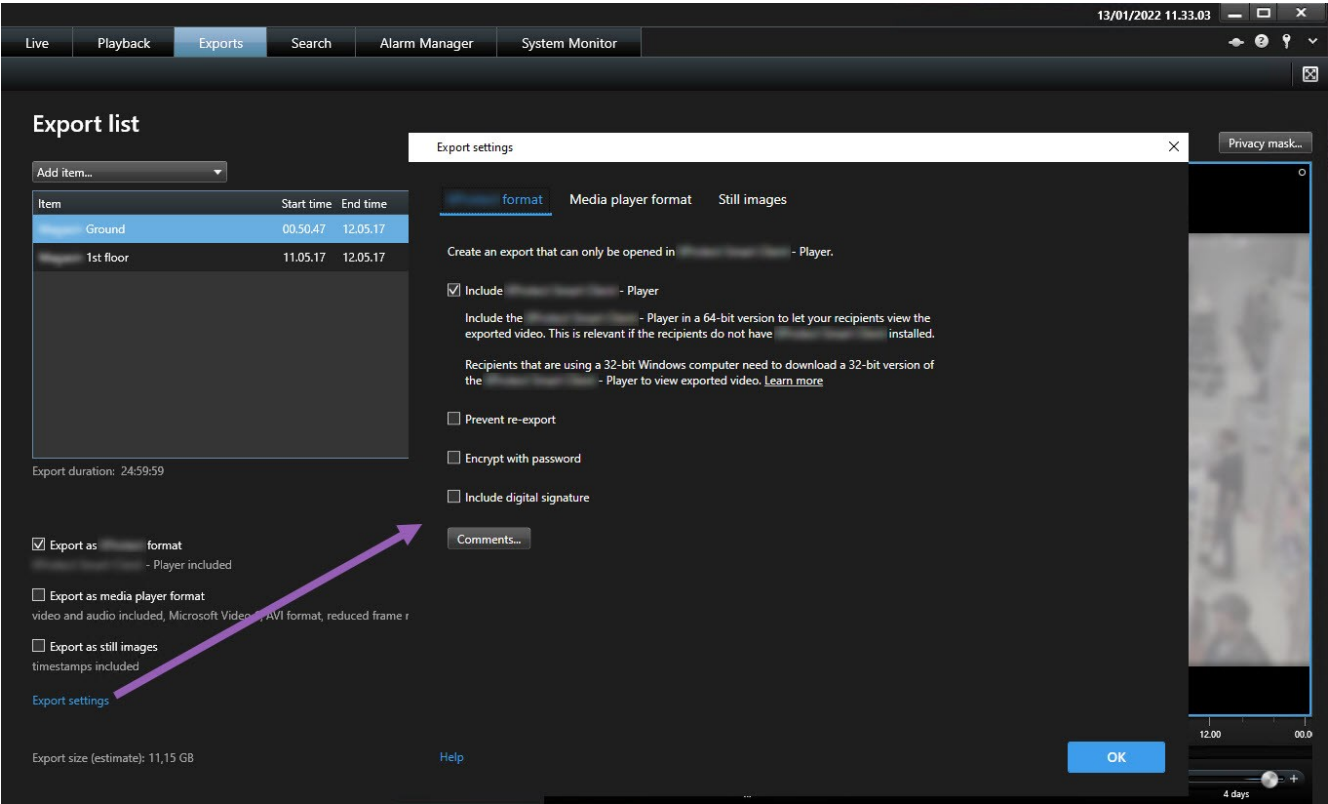 13/01/2022 11.33.03
Live Playback Exports Search Alarm Manager System Monitor
Export list
Privacy mask...
Add item...
Item Start time End time
Ground 00.50.47 12.05.17
1st floor 11.05.17 12.05.17
Export duration: 24:59:59
Export as format
- Player included
Export as media player format
video and audio included, Microsoft Video AVI format, reduced frame
Export as still images
timestamps included
Export settings
Export size (estimate): 11,15 GB
Export settings
format Media player format Still images
Create an export that can only be opened in - Player.
Include - Player
Include the - Player in a 64-bit version to let your recipients view the
exported video. This is relevant if the recipients do not have installed.
Recipients that are using a 32-bit Windows computer need to download a 32-bit version of
the - Player to view exported video. Learn more
Prevent re-export
Encrypt with password
Include digital signature
Comments...
Help
OK
12.00 00.0
4 days